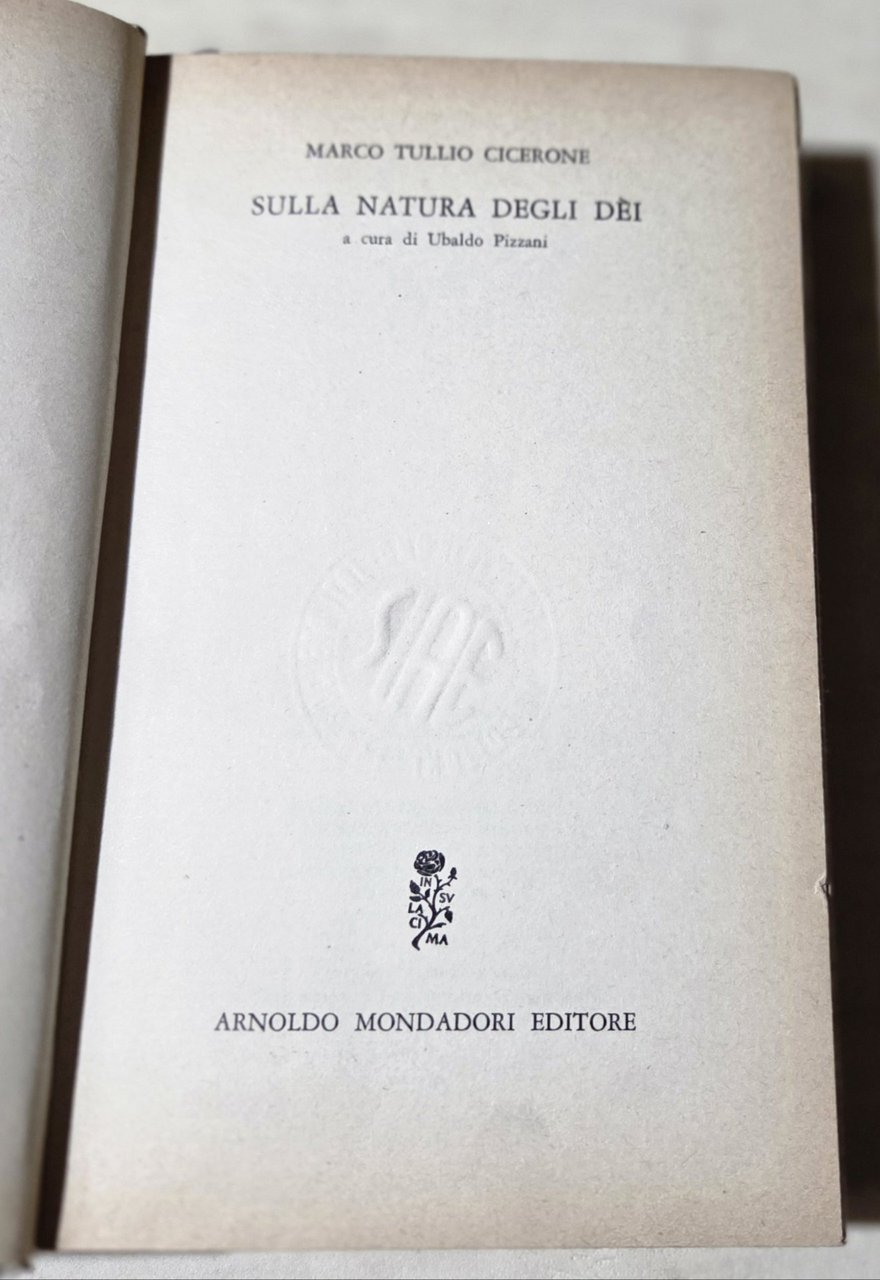 MARCO TULLIO CICERONE
SULLA NATURA DEGLI DÈI
a cura di Ubaldo Pizzani
SIAE
IN
LA SV
CI
MA
ARNOLDO MONDADORI EDITORE